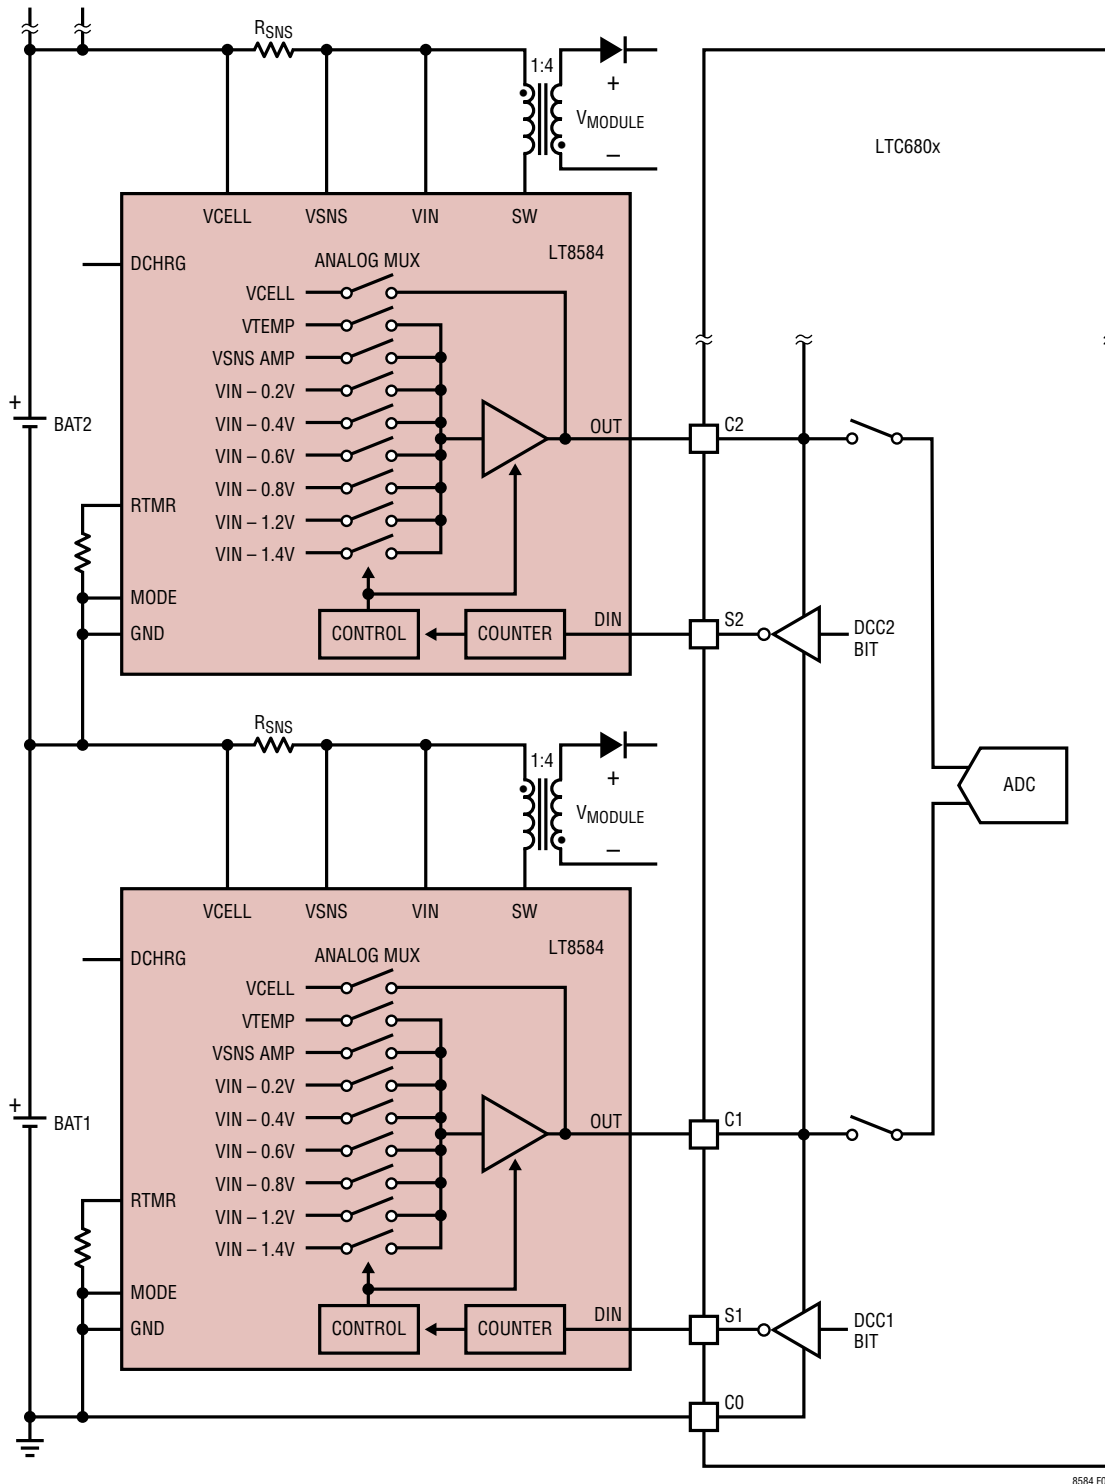 RSNS
1:4
+
VMODULE
–
LTC680x
VCELL VSNS VIN SW
LT8584
DCHRG
ANALOG MUX
VCELL
VTEMP
VSNS AMP
VIN – 0.2V
VIN – 0.4V
VIN – 0.6V
VIN – 0.8V
VIN – 1.2V
VIN – 1.4V
+
BAT2
OUT
C2
RTMR
MODE
GND
CONTROL
COUNTER
DIN
S2
DCC2
BIT
RSNS
1:4
+
VMODULE
–
ADC
VCELL VSNS VIN SW
LT8584
DCHRG
ANALOG MUX
VCELL
VTEMP
VSNS AMP
VIN – 0.2V
VIN – 0.4V
VIN – 0.6V
VIN – 0.8V
VIN – 1.2V
VIN – 1.4V
+
BAT1
OUT
C1
RTMR
MODE
GND
CONTROL
COUNTER
DIN
S1
DCC1
BIT
C0